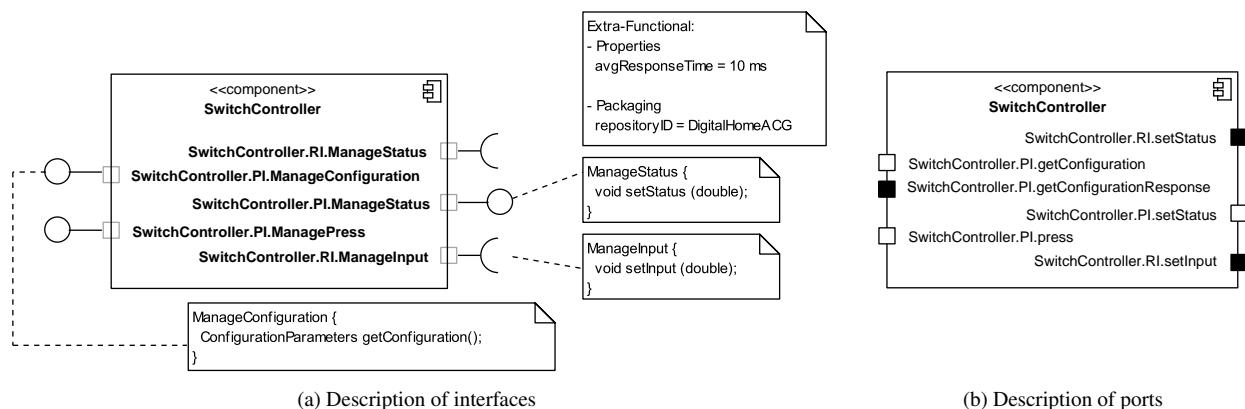 Extra-Functional:
- Properties
avgResponseTime = 10 ms
- Packaging
repositoryID = DigitalHomeACG
<<component>>
SwitchController
SwitchController.RI.ManageStatus
SwitchController.PI.ManageConfiguration
SwitchController.PI.ManageStatus
SwitchController.PI.ManagePress
SwitchController.RI.ManageInput
ManageStatus {
void setStatus (double);
}
ManageInput {
void setInput (double);
}
ManageConfiguration {
ConfigurationParameters getConfiguration();
}
(a) Description of interfaces
<<component>>
SwitchController
SwitchController.RI.setStatus
SwitchController.PI.getConfiguration
SwitchController.PI.getConfigurationResponse
SwitchController.PI.setStatus
SwitchController.PI.press
SwitchController.RI.setInput
(b) Description of ports